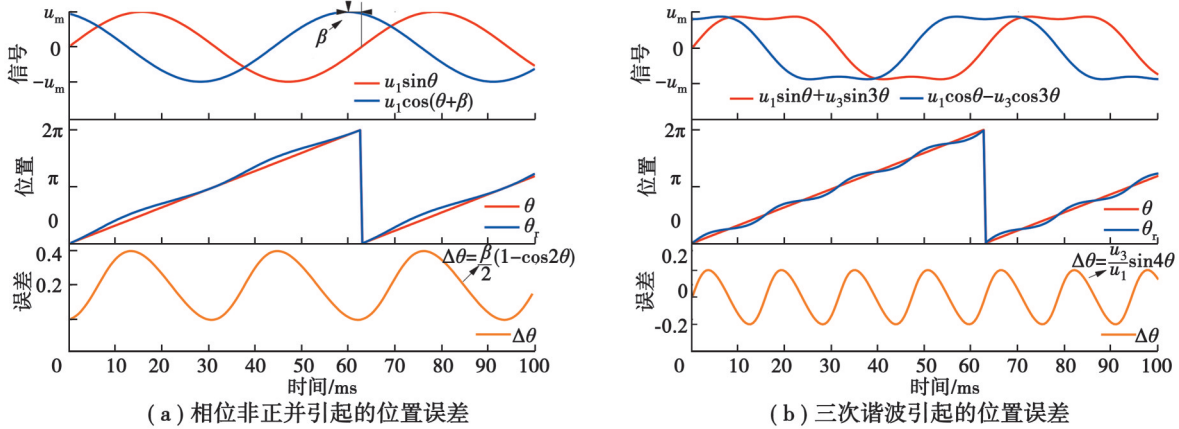 信号
u_m
0
-u_m
β
u₁sinθ
u₁cos(θ+β)
位置
2π
π
0
θ
θ_r
误差
0.4
0.2
Δθ=β/2(1-cos2θ)
Δθ
0 10 20 30 40 50 60 70 80 90 100
时间/ms
(a)相位非正并引起的位置误差
信号
u_m
0
-u_m
u₁sinθ+u₃sin3θ
u₁cosθ-u₃cos3θ
位置
2π
π
0
θ
θ_r
误差
0.2
0
-0.2
Δθ=u₃/u₁sin4θ
Δθ
0 10 20 30 40 50 60 70 80 90 100
时间/ms
(b)三次谐波引起的位置误差